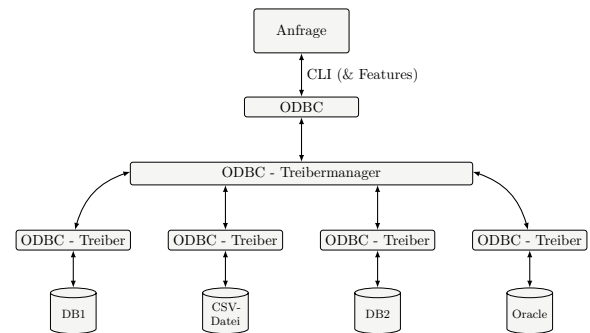 Anfrage
CLI (& Features)
ODBC
ODBC - Treibermanager
ODBC - Treiber
ODBC - Treiber
ODBC - Treiber
ODBC - Treiber
DB1
CSV-
Datei
DB2
Oracle